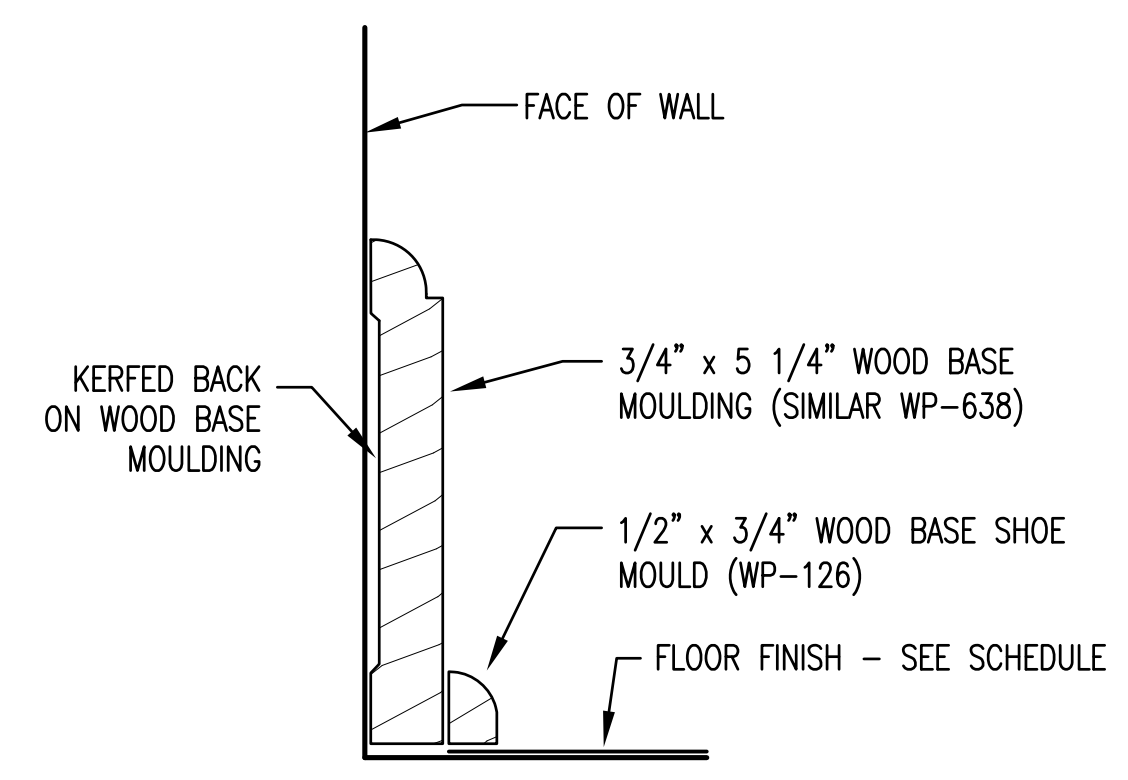 FACE OF WALL
KERFED BACK
ON WOOD BASE
MOULDING
3/4" x 5 1/4" WOOD BASE
MOULDING (SIMILAR WP-638)
1/2" x 3/4" WOOD BASE SHOE
MOULD (WP-126)
FLOOR FINISH - SEE SCHEDULE